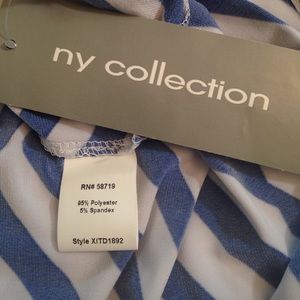 ny collection
RN# 58719
95% Polyester
5% Spandex
Style XITD1892